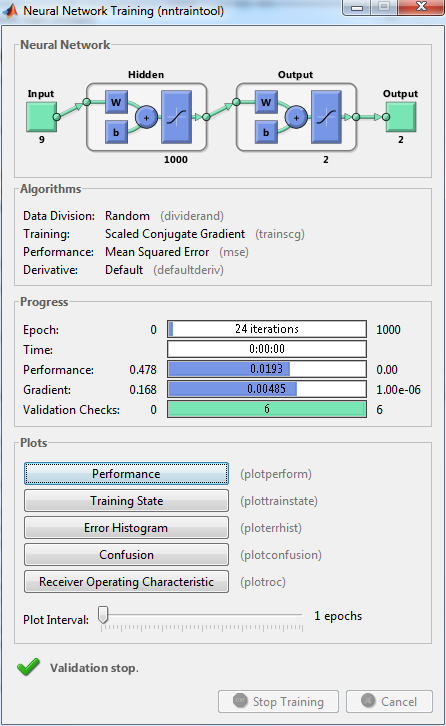 Neural Network Training (nntraintool)
Neural Network
Hidden
Output
Input
Output
W
b
+
W
b
+
9
1000
2
2
Algorithms
Data Division: Random (dividerand)
Training: Scaled Conjugate Gradient (trainscg)
Performance: Mean Squared Error (mse)
Derivative: Default (defaultderiv)
Progress
Epoch: 0 24 iterations 1000
Time: 0:00:00
Performance: 0.478 0.0193 0.00
Gradient: 0.168 0.00485 1.00e-06
Validation Checks: 0 6 6
Plots
Performance (plotperform)
Training State (plottrainstate)
Error Histogram (ploterrhist)
Confusion (plotconfusion)
Receiver Operating Characteristic (plotroc)
Plot Interval: 1 epochs
Validation stop.
Stop Training Cancel